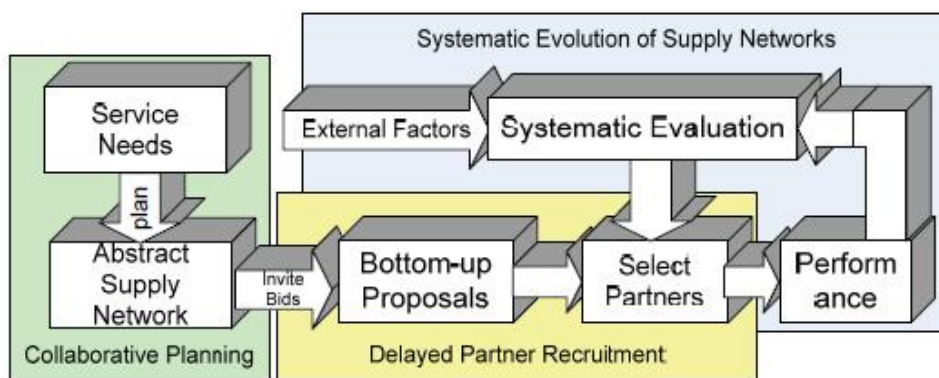 Systematic Evolution of Supply Networks
Service
Needs
External Factors
Systematic Evaluation
plan
Abstract
Supply
Network
Invite
Bids
Bottom-up
Proposals
Select
Partners
Perform
ance
Collaborative Planning
Delayed Partner Recruitment